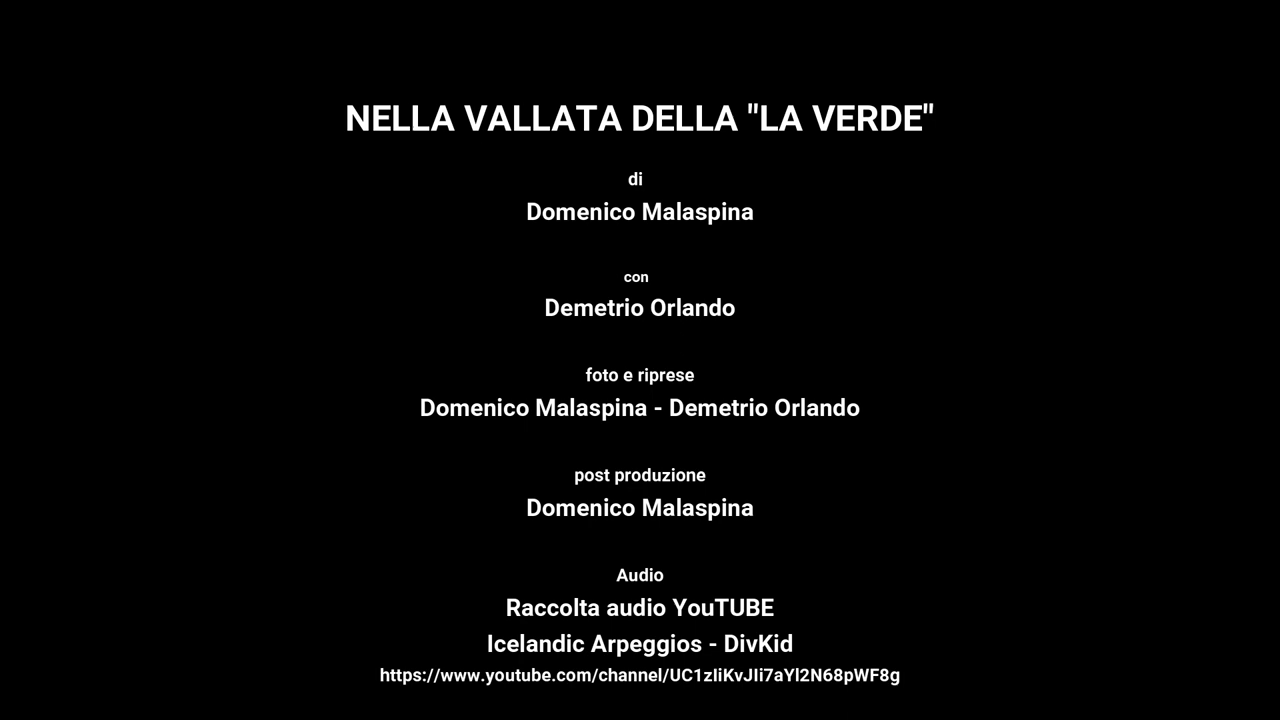 NELLA VALLATA DELLA "LA VERDE"
di
Domenico Malaspina
con
Demetrio Orlando
foto e riprese
Domenico Malaspina - Demetrio Orlando
post produzione
Domenico Malaspina
Audio
Raccolta audio YouTUBE
Icelandic Arpeggios - DivKid
https://www.youtube.com/channel/UC1zIiKvJIi7aYl2N68pWF8g